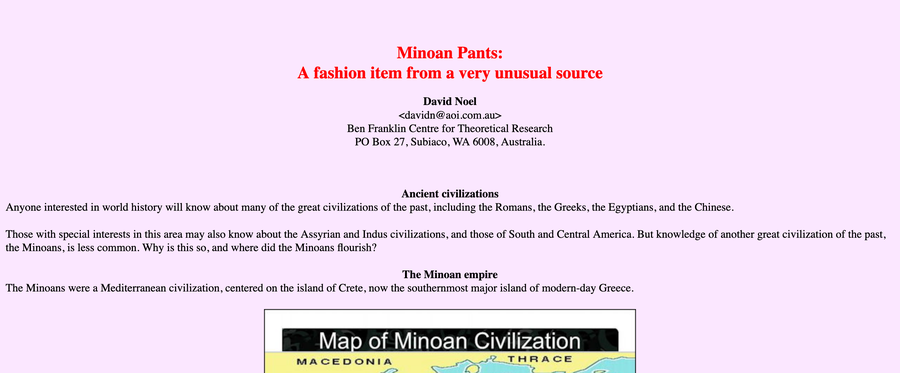 Minoan Pants:
A fashion item from a very unusual source
David Noel
<davidn@aoi.com.au>
Ben Franklin Centre for Theoretical Research
PO Box 27, Subiaco, WA 6008, Australia.
Ancient civilizations
Anyone interested in world history will know about many of the great civilizations of the past, including the Romans, the Greeks, the Egyptians, and the Chinese.
Those with special interests in this area may also know about the Assyrian and Indus civilizations, and those of South and Central America. But knowledge of another great civilization of the past,
the Minoans, is less common. Why is this so, and where did the Minoans flourish?
The Minoan empire
The Minoans were a Mediterranean civilization, centered on the island of Crete, now the southernmost major island of modern-day Greece.
Map of Minoan Civilization
MACEDONIA THRACE